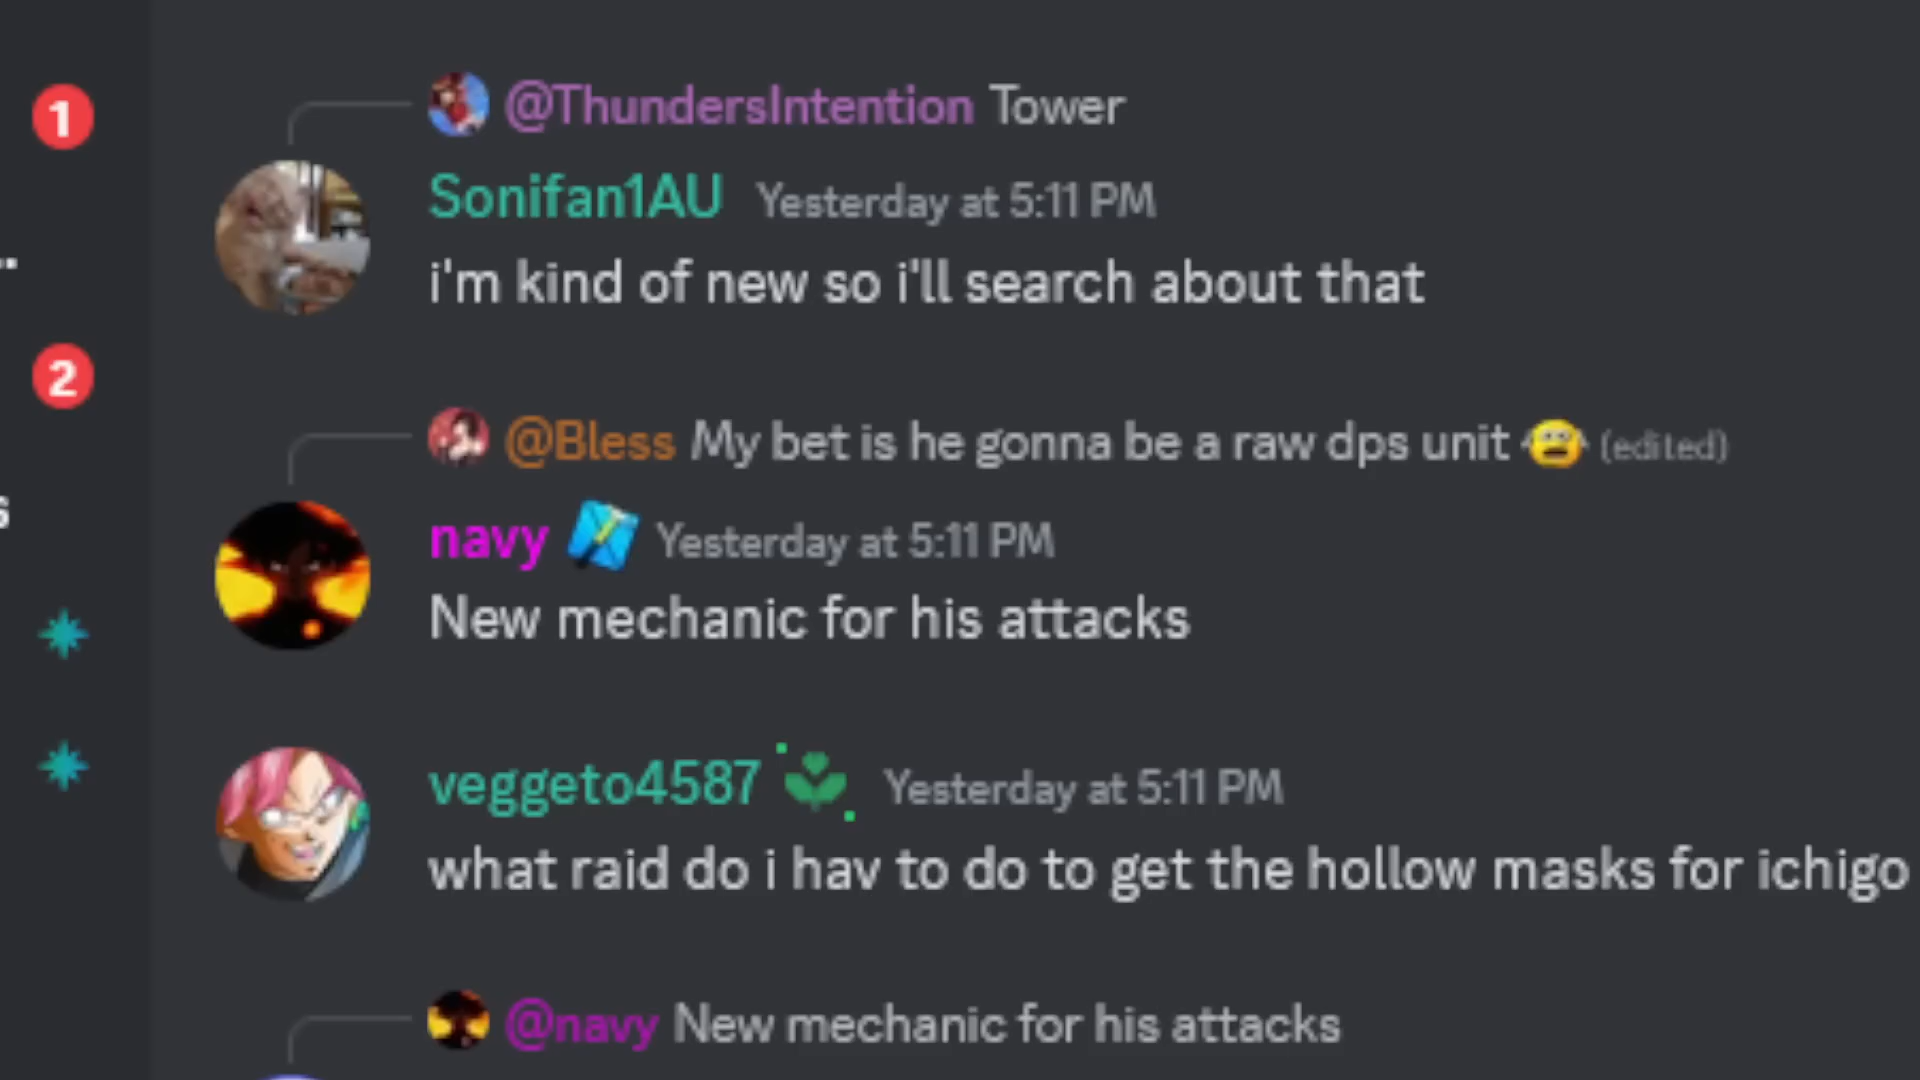 1
@ThundersIntention Tower
Sonifan1AU Yesterday at 5:11 PM
i'm kind of new so i'll search about that
2
@Bless My bet is he gonna be a raw dps unit (edited)
navy Yesterday at 5:11 PM
New mechanic for his attacks
veggeto4587 Yesterday at 5:11 PM
what raid do i hav to do to get the hollow masks for ichigo
@navy New mechanic for his attacks